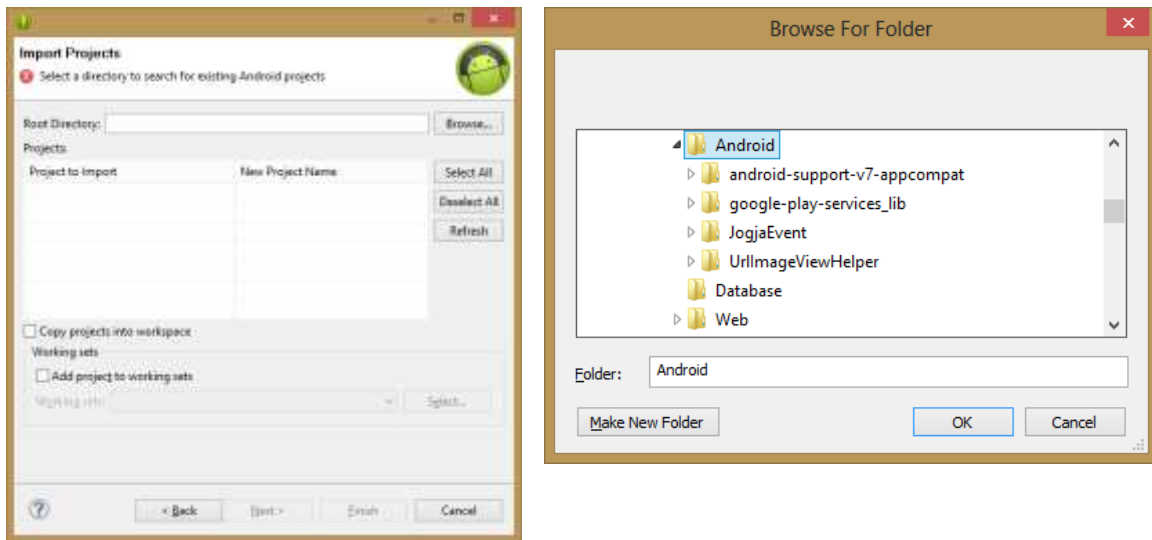 Import Projects
Select a directory to search for existing Android projects
Root Directory:
Browse...
Projects
Project to Import New Project Name
Select All
Deselect All
Refresh
Copy projects into workspace
Working sets
Add project to working sets
Working sets:
Select...
?
< Back Next > Finish Cancel
Browse For Folder
Android
android-support-v7-appcompat
google-play-services_lib
JogjaEvent
UrlImageViewHelper
Database
Web
Folder: Android
Make New Folder OK Cancel